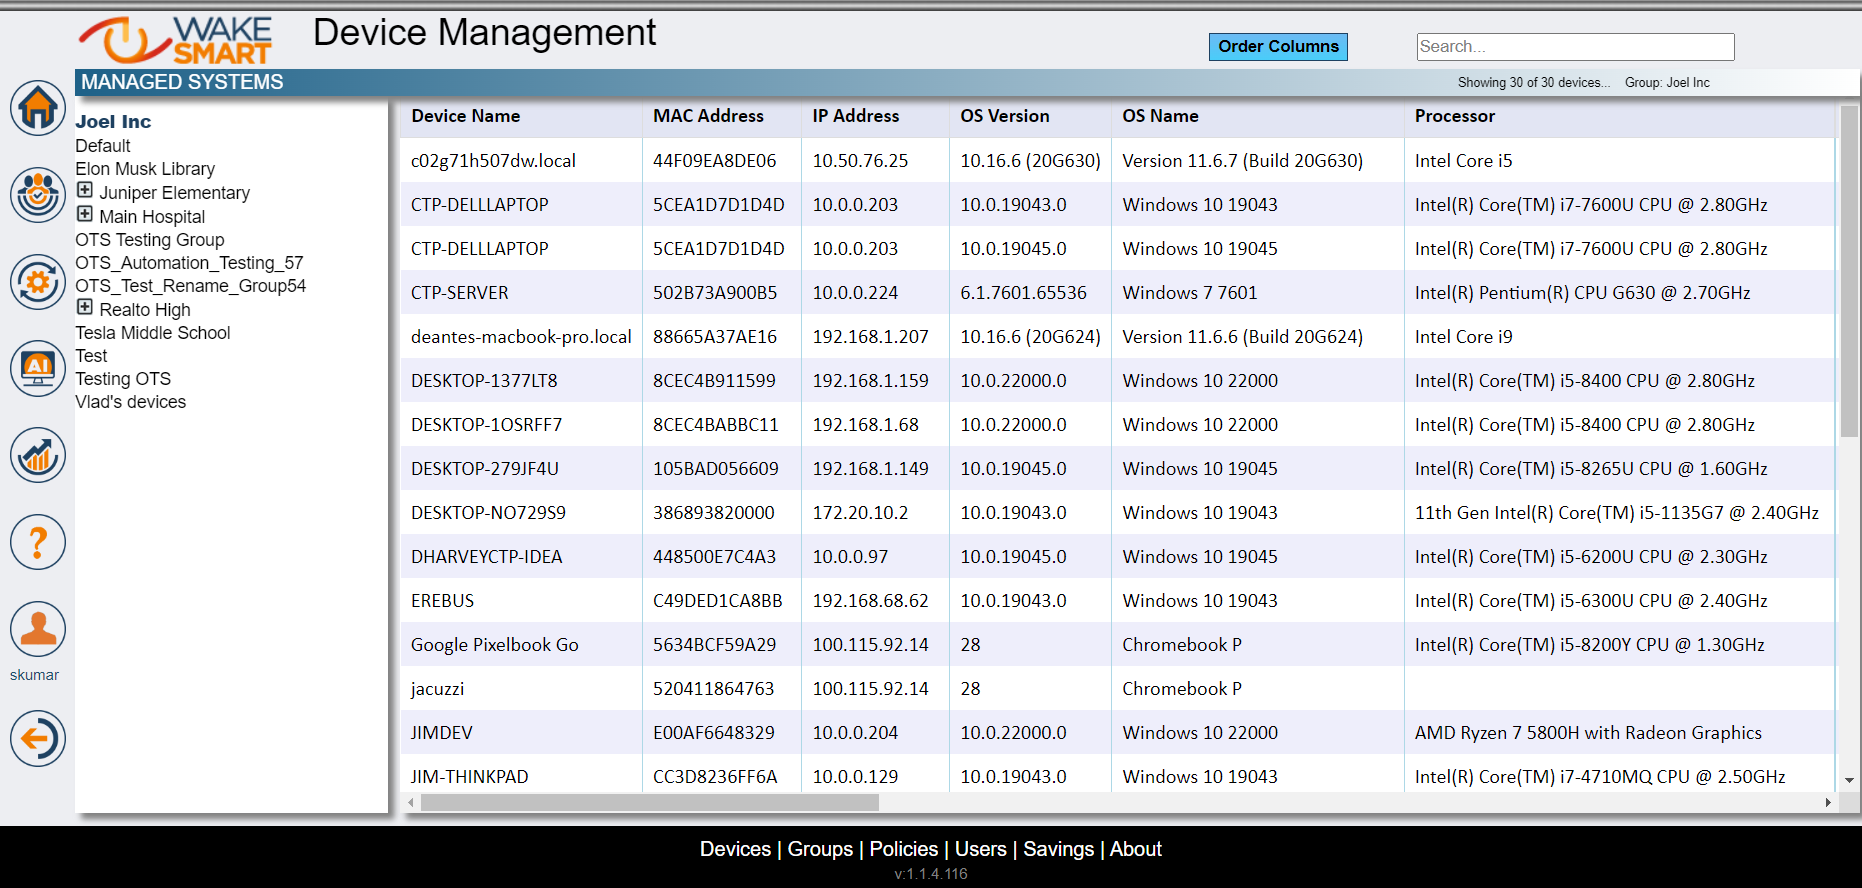 WAKE
SMART
Device Management
Order Columns
Search...
MANAGED SYSTEMS
Showing 30 of 30 devices...
Group: Joel Inc
Joel Inc
Default
Elon Musk Library
Juniper Elementary
Main Hospital
OTS Testing Group
OTS_Automation_Testing_57
OTS_Test_Rename_Group54
Realto High
Tesla Middle School
Test
Testing OTS
Vlad's devices
AI
?
skumar
Device Name MAC Address IP Address OS Version OS Name Processor
c02g71h507dw.local 44F09EA8DE06 10.50.76.25 10.16.6 (20G630) Version 11.6.7 (Build 20G630) Intel Core i5
CTP-DELLLAPTOP 5CEA1D7D1D4D 10.0.0.203 10.0.19043.0 Windows 10 19043 Intel(R) Core(TM) i7-7600U CPU @ 2.80GHz
CTP-DELLLAPTOP 5CEA1D7D1D4D 10.0.0.203 10.0.19045.0 Windows 10 19045 Intel(R) Core(TM) i7-7600U CPU @ 2.80GHz
CTP-SERVER 502B73A900B5 10.0.0.224 6.1.7601.65536 Windows 7 7601 Intel(R) Pentium(R) CPU G630 @ 2.70GHz
deantes-macbook-pro.local 88665A37AE16 192.168.1.207 10.16.6 (20G624) Version 11.6.6 (Build 20G624) Intel Core i9
DESKTOP-1377LT8 8CEC4B911599 192.168.1.159 10.0.22000.0 Windows 10 22000 Intel(R) Core(TM) i5-8400 CPU @ 2.80GHz
DESKTOP-1OSRFF7 8CEC4BABBC11 192.168.1.68 10.0.22000.0 Windows 10 22000 Intel(R) Core(TM) i5-8400 CPU @ 2.80GHz
DESKTOP-279JF4U 105BAD056609 192.168.1.149 10.0.19045.0 Windows 10 19045 Intel(R) Core(TM) i5-8265U CPU @ 1.60GHz
DESKTOP-NO729S9 386893820000 172.20.10.2 10.0.19043.0 Windows 10 19043 11th Gen Intel(R) Core(TM) i5-1135G7 @ 2.40GHz
DHARVEYCTP-IDEA 448500E7C4A3 10.0.0.97 10.0.19045.0 Windows 10 19045 Intel(R) Core(TM) i5-6200U CPU @ 2.30GHz
EREBUS C49DED1CA8BB 192.168.68.62 10.0.19043.0 Windows 10 19043 Intel(R) Core(TM) i5-6300U CPU @ 2.40GHz
Google Pixelbook Go 5634BCF59A29 100.115.92.14 28 Chromebook P Intel(R) Core(TM) i5-8200Y CPU @ 1.30GHz
jacuzzi 520411864763 100.115.92.14 28 Chromebook P
JIMDEV E00AF6648329 10.0.0.204 10.0.22000.0 Windows 10 22000 AMD Ryzen 7 5800H with Radeon Graphics
JIM-THINKPAD CC3D8236FF6A 10.0.0.129 10.0.19043.0 Windows 10 19043 Intel(R) Core(TM) i7-4710MQ CPU @ 2.50GHz
Devices | Groups | Policies | Users | Savings | About
v:1.1.4.116